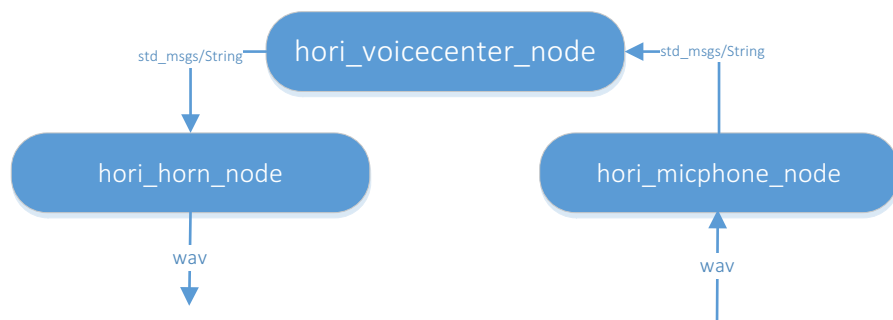 hori_voicecenter_node
std_msgs/String
std_msgs/String
hori_horn_node
hori_micphone_node
wav
wav